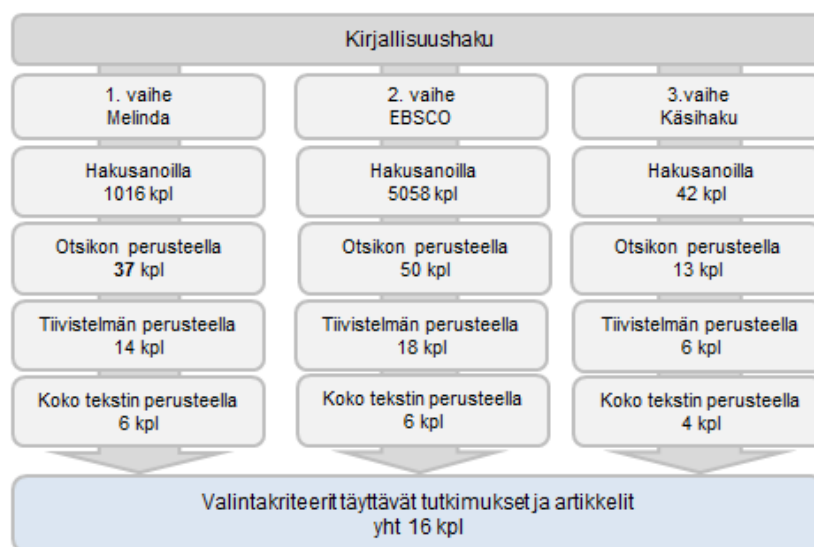 Kirjallisuushaku
1. vaihe
Melinda
2. vaihe
EBSCO
3.vaihe
Käsihaku
Hakusanoilla
1016 kpl
Hakusanoilla
5058 kpl
Hakusanoilla
42 kpl
Otsikon perusteella
37 kpl
Otsikon perusteella
50 kpl
Otsikon perusteella
13 kpl
Tiivistelmän perusteella
14 kpl
Tiivistelmän perusteella
18 kpl
Tiivistelmän perusteella
6 kpl
Koko tekstin perusteella
6 kpl
Koko tekstin perusteella
6 kpl
Koko tekstin perusteella
4 kpl
Valintakriteerit täyttävät tutkimukset ja artikkelit
yht 16 kpl